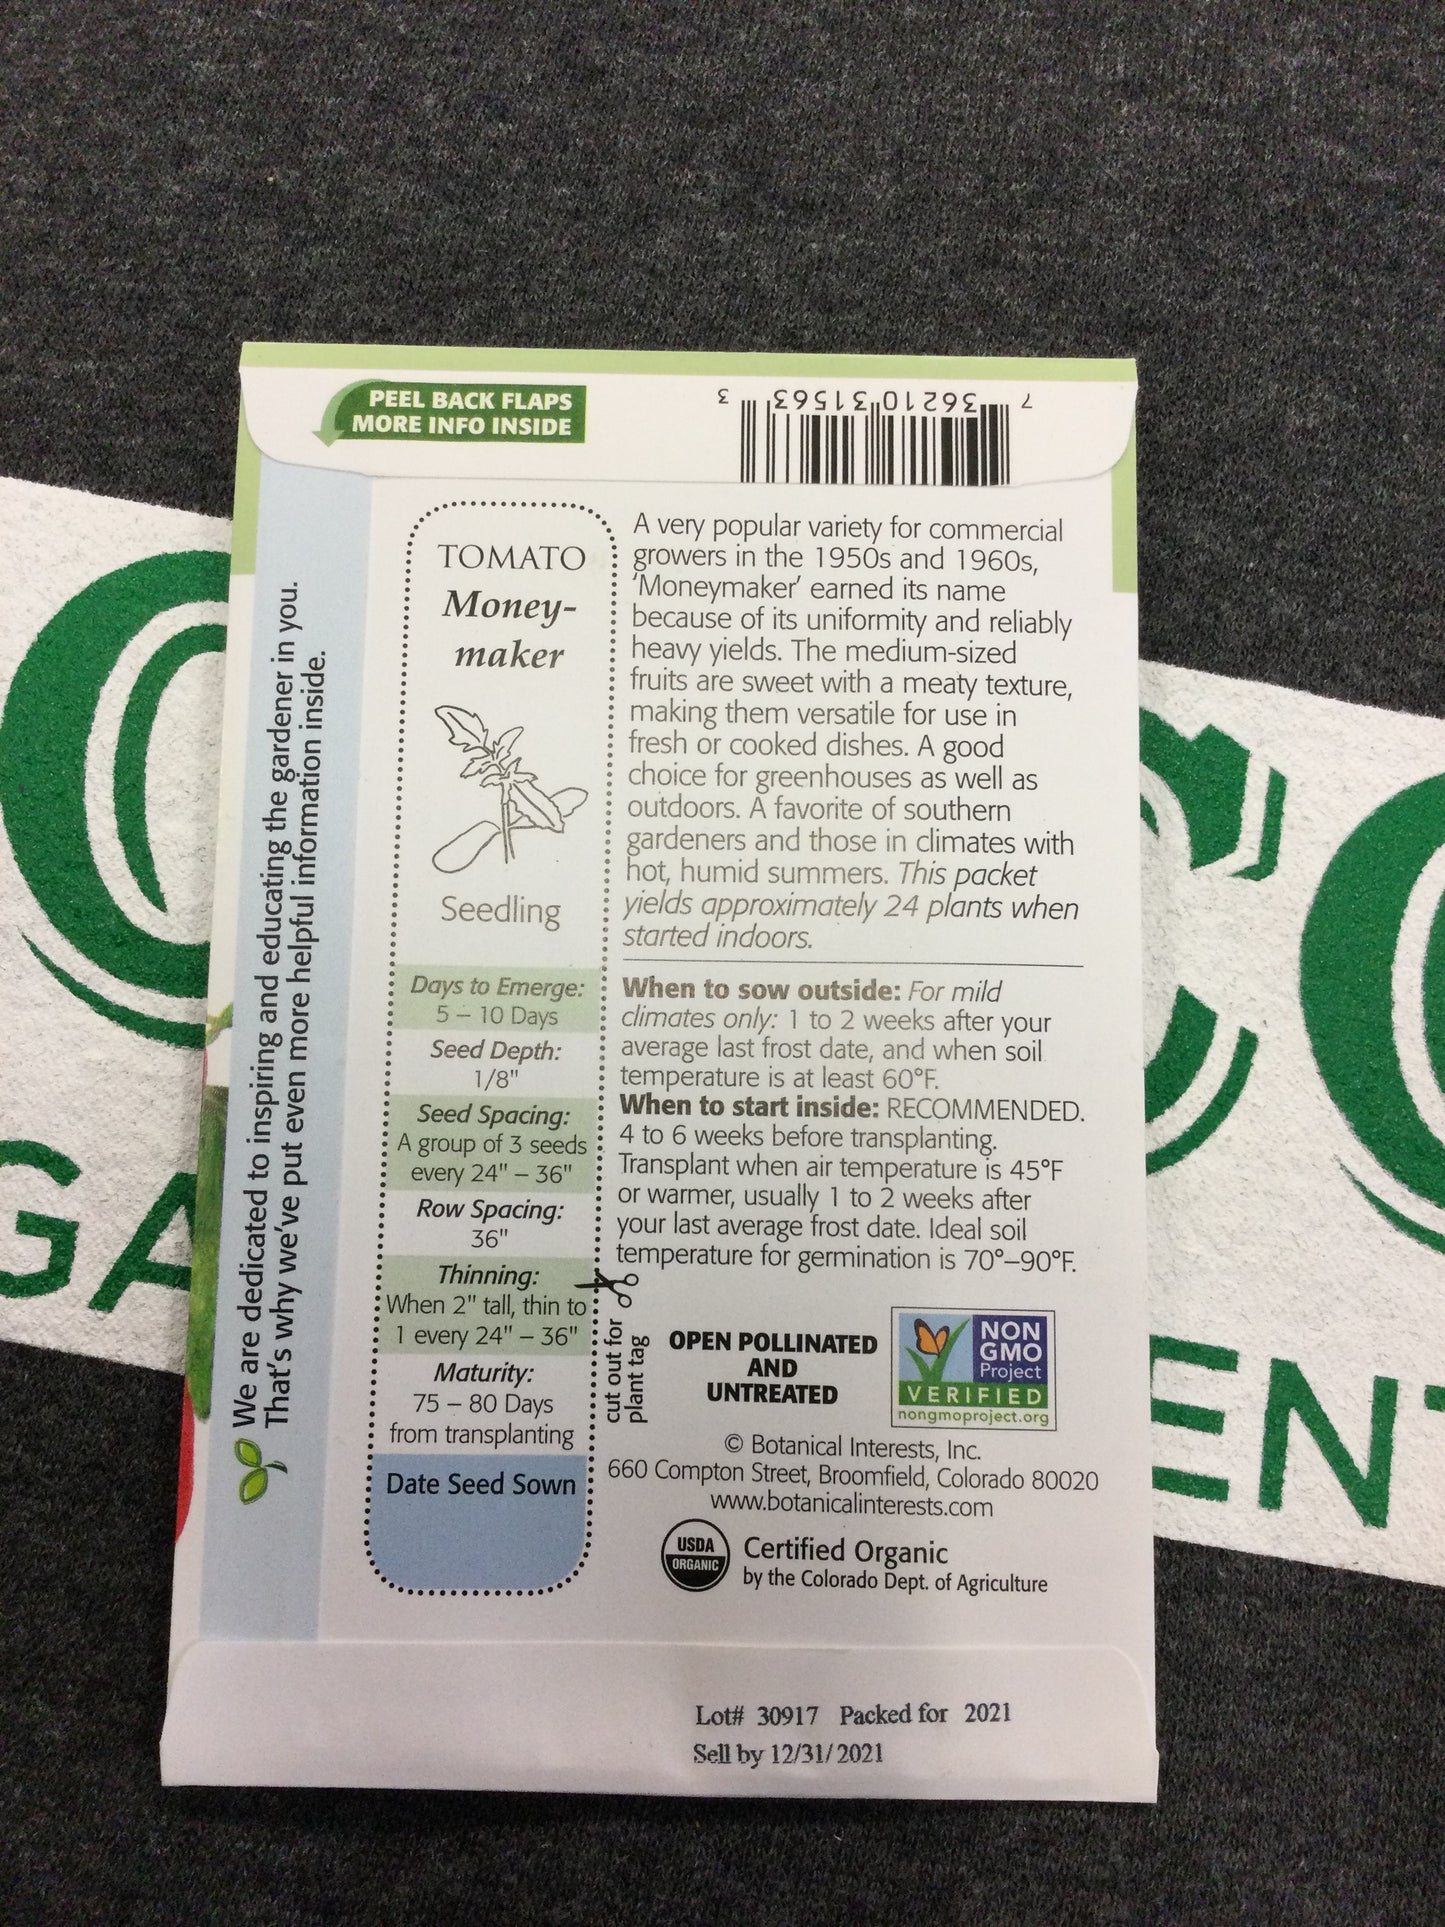 PEEL BACK FLAPS
MORE INFO INSIDE
7 36210 31563 3
We are dedicated to inspiring and educating the gardener in you.
That's why we've put even more helpful information inside.
TOMATO
Money-
maker
Seedling
Days to Emerge:
5 – 10 Days
Seed Depth:
1/8"
Seed Spacing:
A group of 3 seeds
every 24" – 36"
Row Spacing:
36"
Thinning:
When 2" tall, thin to
1 every 24" – 36"
Maturity:
75 – 80 Days
from transplanting
Date Seed Sown
cut out for
plant tag
A very popular variety for commercial
growers in the 1950s and 1960s,
'Moneymaker' earned its name
because of its uniformity and reliably
heavy yields. The medium-sized
fruits are sweet with a meaty texture,
making them versatile for use in
fresh or cooked dishes. A good
choice for greenhouses as well as
outdoors. A favorite of southern
gardeners and those in climates with
hot, humid summers. This packet
yields approximately 24 plants when
started indoors.
When to sow outside: For mild
climates only: 1 to 2 weeks after your
average last frost date, and when soil
temperature is at least 60°F.
When to start inside: RECOMMENDED.
4 to 6 weeks before transplanting.
Transplant when air temperature is 45°F
or warmer, usually 1 to 2 weeks after
your last average frost date. Ideal soil
temperature for germination is 70°–90°F.
OPEN POLLINATED
AND
UNTREATED
NON
GMO
Project
VERIFIED
nongmoproject.org
© Botanical Interests, Inc.
660 Compton Street, Broomfield, Colorado 80020
www.botanicalinterests.com
USDA
ORGANIC
Certified Organic
by the Colorado Dept. of Agriculture
Lot# 30917 Packed for 2021
Sell by 12/31/2021
GA
ENT